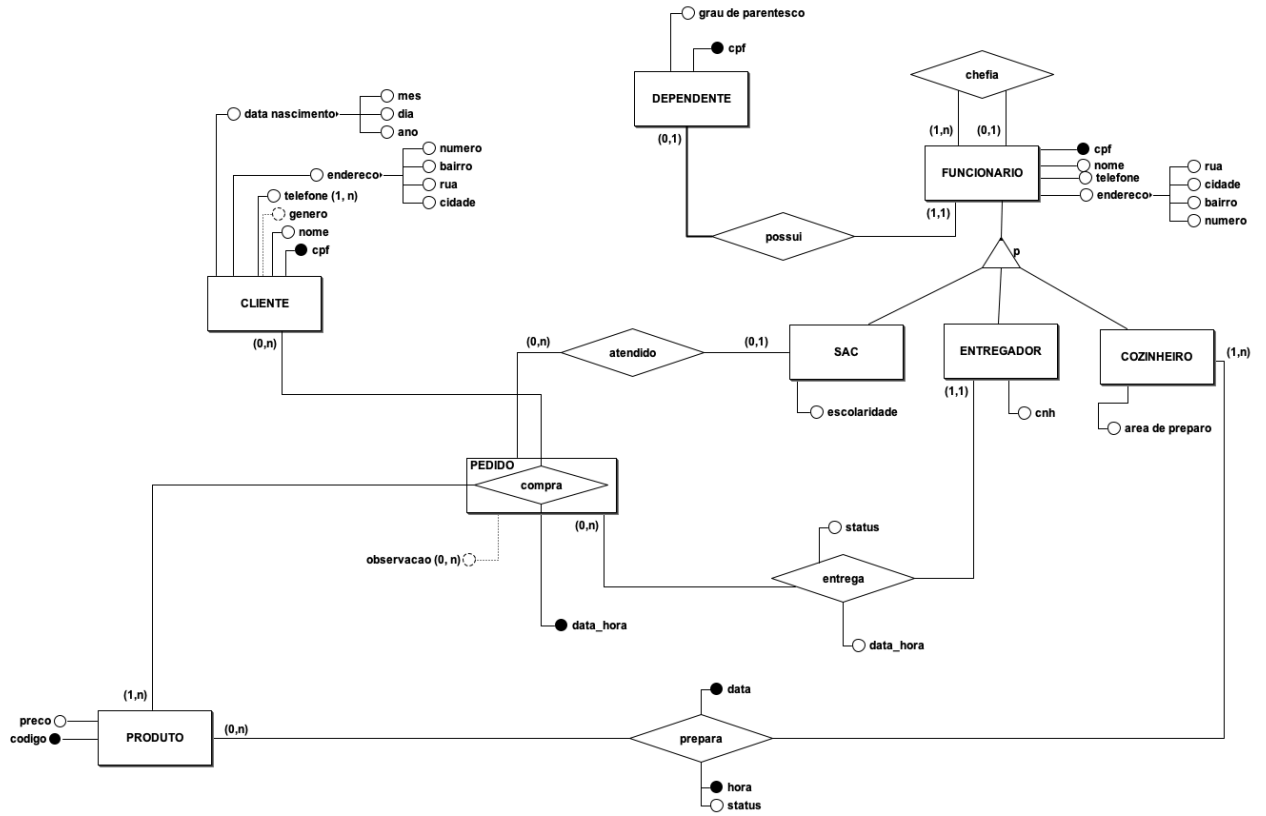 grau de parentesco
cpf
DEPENDENTE
(0,1)
chefia
(1,n)
(0,1)
FUNCIONARIO
cpf
nome
telefone
endereco
rua
cidade
bairro
numero
(1,1)
possui
data nascimento
mes
dia
ano
endereco
numero
bairro
rua
cidade
telefone (1, n)
genero
nome
cpf
CLIENTE
(0,n)
p
(0,n)
atendido
(0,1)
SAC
escolaridade
ENTREGADOR
(1,1)
cnh
COZINHEIRO
(1,n)
area de preparo
PEDIDO
compra
(0,n)
observacao (0, n)
data_hora
status
entrega
data_hora
(1,n)
preco
codigo
PRODUTO
(0,n)
data
prepara
hora
status